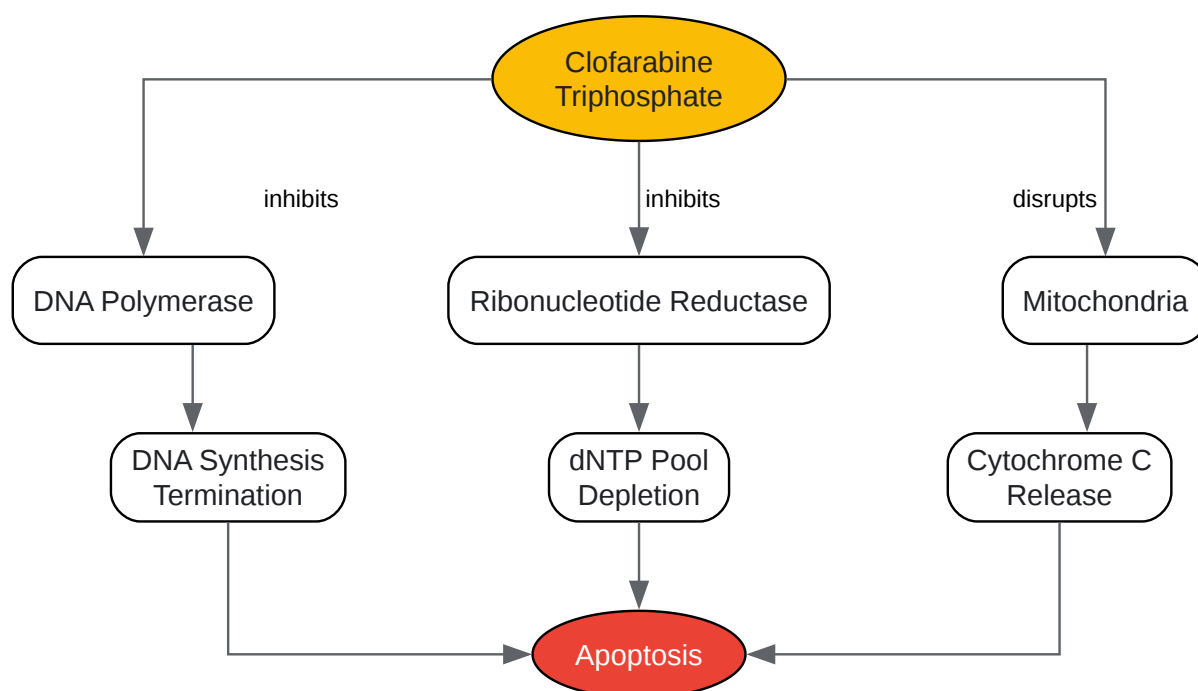 Clofarabine
Triphosphate
inhibits
inhibits
disrupts
DNA Polymerase
Ribonucleotide Reductase
Mitochondria
DNA Synthesis
Termination
dNTP Pool
Depletion
Cytochrome C
Release
Apoptosis